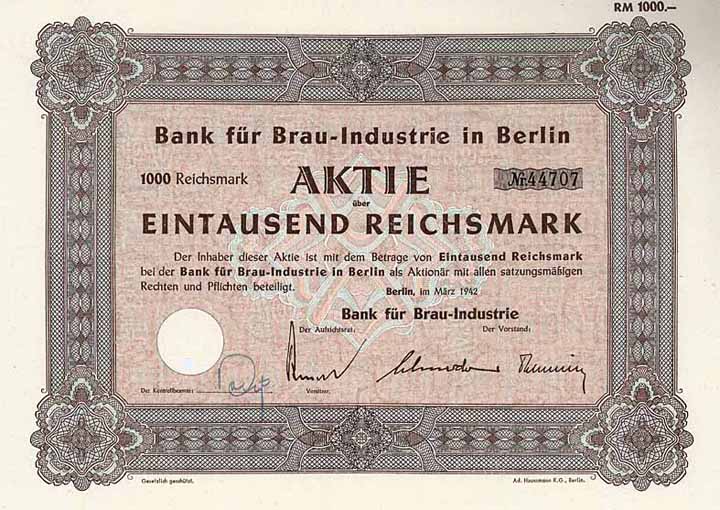 RM 1000.—
Bank für Brau-Industrie in Berlin
1000 Reichsmark AKTIE Nr. 44707
über
EINTAUSEND REICHSMARK
Der Inhaber dieser Aktie ist mit dem Betrage von Eintausend Reichsmark
bei der Bank für Brau-Industrie in Berlin als Aktionär mit allen satzungsmäßigen
Rechten und Pflichten beteiligt. Berlin, im März 1942
Bank für Brau-Industrie
Der Aufsichtsrat: Der Vorstand:
Der Kontrollbeamte: Vorsitzer.
Gesetzlich geschützt. Ad. Haussmann K.G., Berlin.